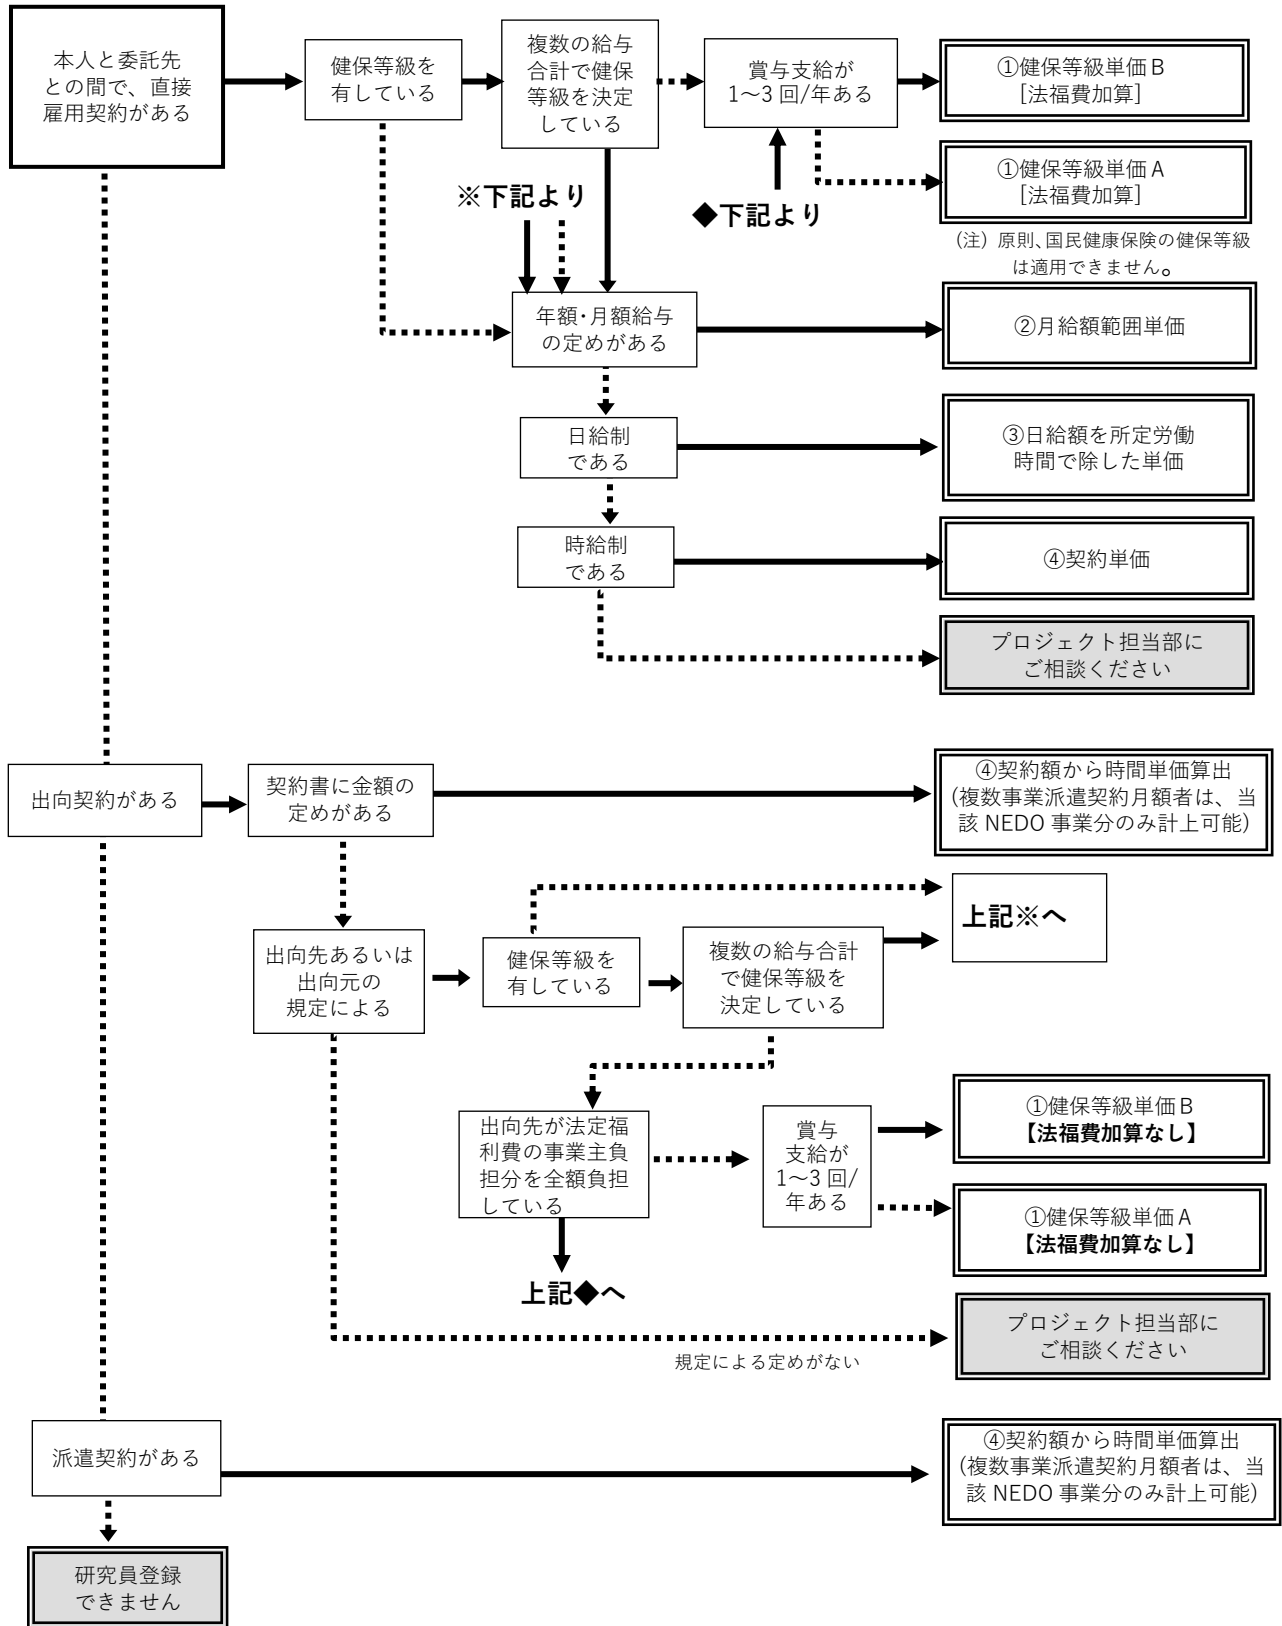 本人と委託先
との間で、直接
雇用契約がある
健保等級を
有している
複数の給与
合計で健保
等級を決定
している
賞与支給が
1～3 回/年ある
①健保等級単価Ｂ
[法福費加算]
①健保等級単価Ａ
[法福費加算]
（注）原則、国民健康保険の健保等級
は適用できません。
※下記より
◆下記より
年額･月額給与
の定めがある
②月給額範囲単価
日給制
である
③日給額を所定労働
時間で除した単価
時給制
である
④契約単価
プロジェクト担当部に
ご相談ください
出向契約がある
契約書に金額の
定めがある
④契約額から時間単価算出
(複数事業派遣契約月額者は、当
該 NEDO 事業分のみ計上可能)
出向先あるいは
出向元の
規定による
健保等級を
有している
複数の給与合計
で健保等級を
決定している
上記※へ
出向先が法定福
利費の事業主負
担分を全額負担
している
賞与
支給が
1～3 回/
年ある
①健保等級単価Ｂ
【法福費加算なし】
①健保等級単価Ａ
【法福費加算なし】
上記◆へ
プロジェクト担当部に
ご相談ください
規定による定めがない
派遣契約がある
④契約額から時間単価算出
(複数事業派遣契約月額者は、当
該 NEDO 事業分のみ計上可能)
研究員登録
できません